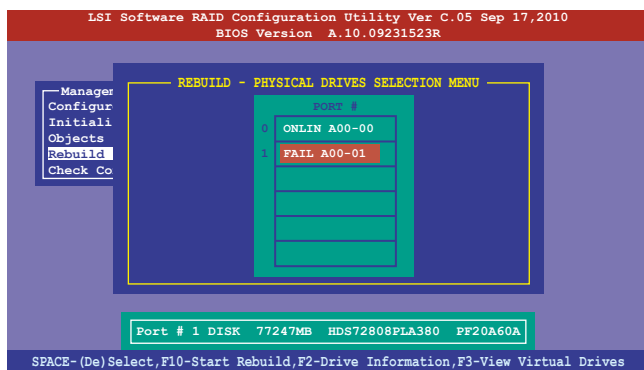 LSI Software RAID Configuration Utility Ver C.05 Sep 17,2010
BIOS Version A.10.09231523R
REBUILD - PHYSICAL DRIVES SELECTION MENU
Managem
Configur
Initiali
Objects
Rebuild
Check Co
PORT #
0 ONLIN A00-00
1 FAIL A00-01
Port # 1 DISK 77247MB HDS72808PLA380 PF20A60A
SPACE-(De)Select,F10-Start Rebuild,F2-Drive Information,F3-View Virtual Drives